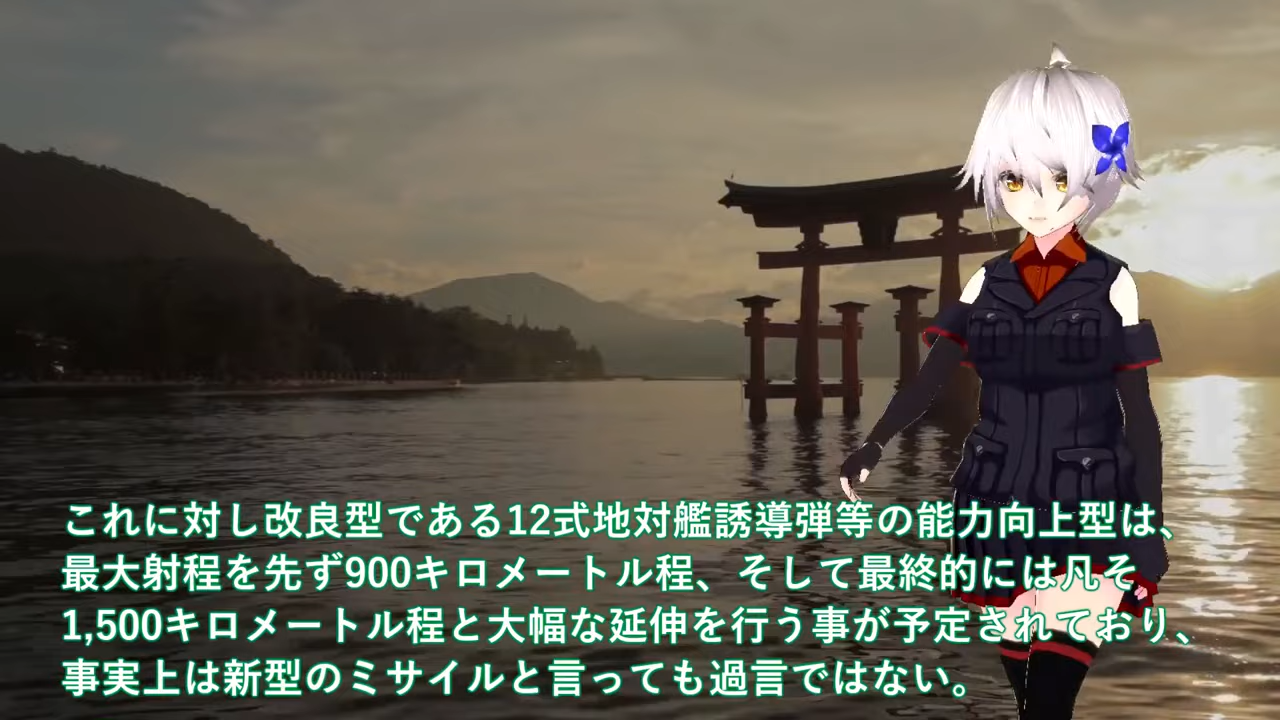 これに対し改良型である12式地対艦誘導弾等の能力向上型は、
最大射程を先ず900キロメートル程、そして最終的には凡そ
1,500キロメートル程と大幅な延伸を行う事が予定されており、
事実上は新型のミサイルと言っても過言ではない。